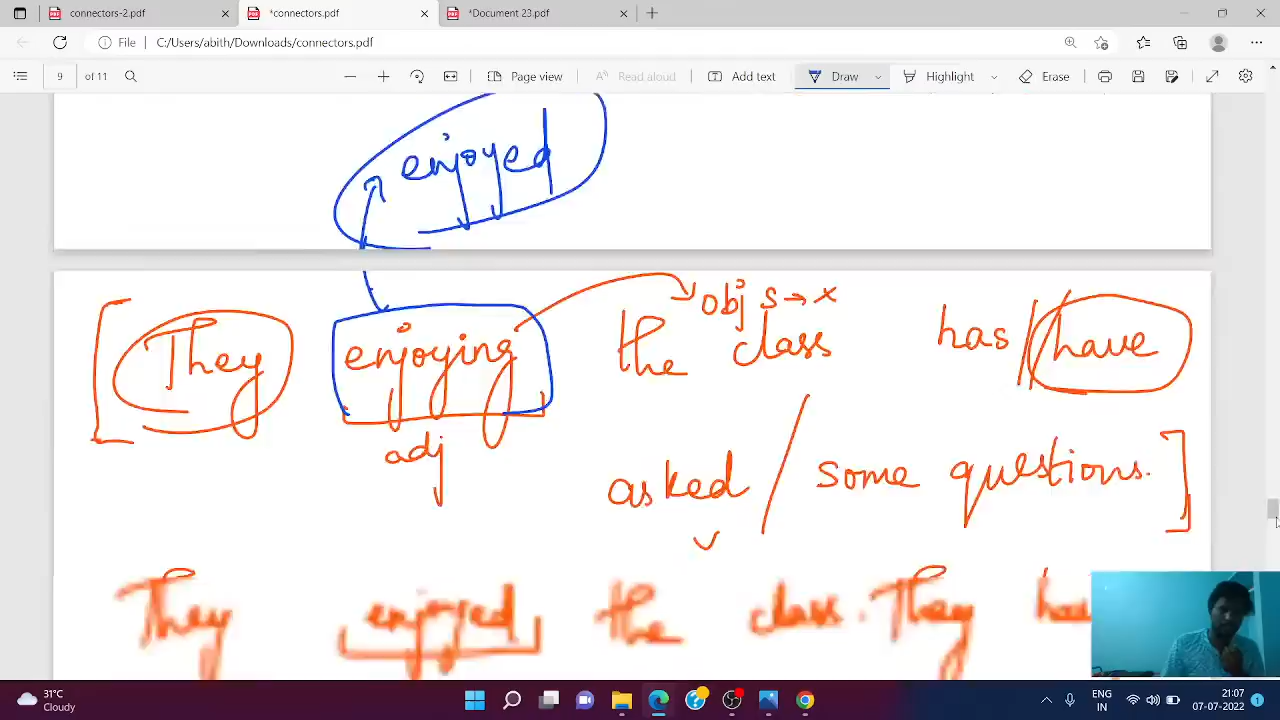 connectors-2.pdf
*connectors.pdf
*Document 23.pdf
File C:/Users/abith/Downloads/connectors.pdf
9 of 11 Page view Read aloud Add text Draw Highlight Erase
enjoyed
obj s → x
They enjoying the class has/have
adj
asked / some questions.
v
They enjoyed the class. They
31°C
Cloudy
ENG
IN
21:07
07-07-2022